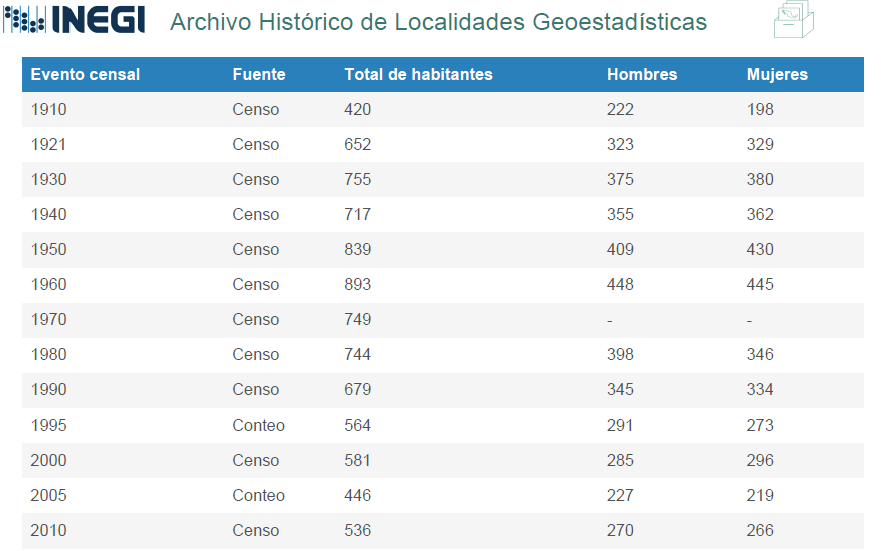 INEGI Archivo Histórico de Localidades Geoestadísticas
Evento censal Fuente Total de habitantes Hombres Mujeres
1910 Censo 420 222 198
1921 Censo 652 323 329
1930 Censo 755 375 380
1940 Censo 717 355 362
1950 Censo 839 409 430
1960 Censo 893 448 445
1970 Censo 749 - -
1980 Censo 744 398 346
1990 Censo 679 345 334
1995 Conteo 564 291 273
2000 Censo 581 285 296
2005 Conteo 446 227 219
2010 Censo 536 270 266